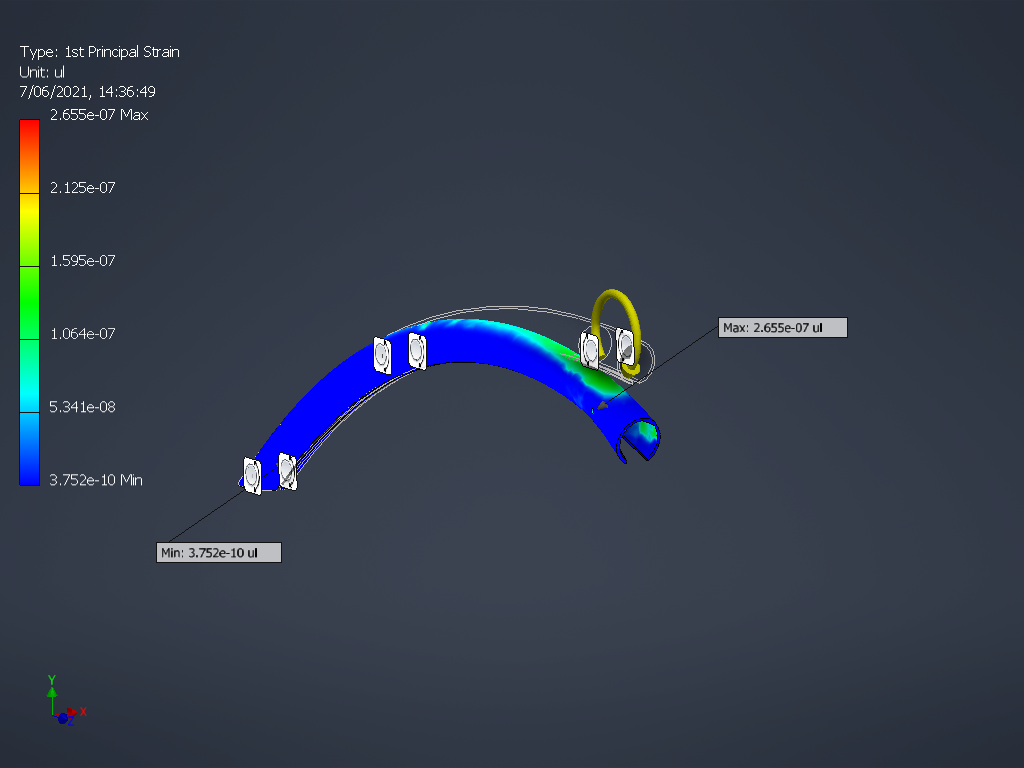 Type: 1st Principal Strain
Unit: ul
7/06/2021, 14:36:49
2.655e-07 Max
2.125e-07
1.595e-07
1.064e-07
5.341e-08
3.752e-10 Min
Max: 2.655e-07 ul
Min: 3.752e-10 ul
Y
X
Z